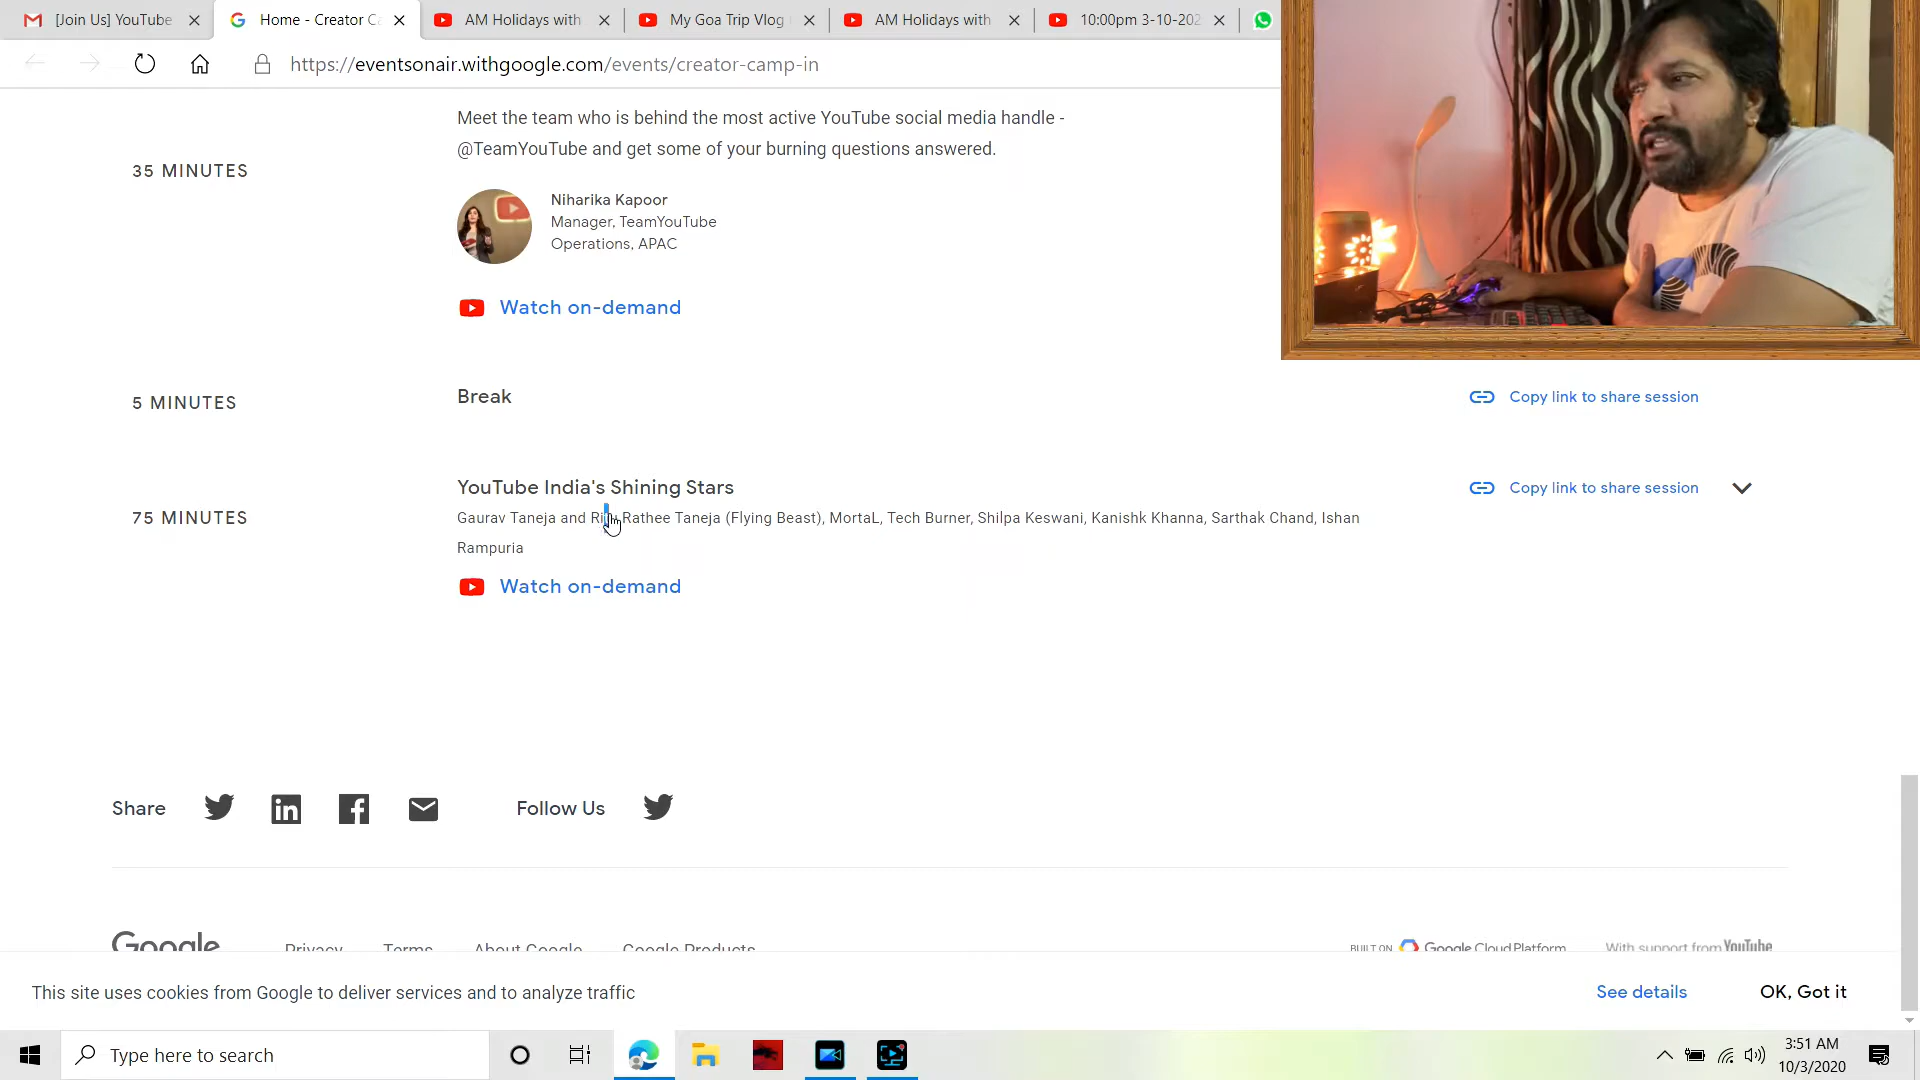 [Join Us] YouTube
Home - Creator Ca
AM Holidays with
My Goa Trip Vlog
AM Holidays with
10:00pm 3-10-202
https://eventsonair.withgoogle.com/events/creator-camp-in
Meet the team who is behind the most active YouTube social media handle -
@TeamYouTube and get some of your burning questions answered.
35 MINUTES
Niharika Kapoor
Manager, TeamYouTube
Operations, APAC
Watch on-demand
5 MINUTES
Break
Copy link to share session
YouTube India's Shining Stars
Copy link to share session
75 MINUTES
Gaurav Taneja and Rathee Taneja (Flying Beast), MortaL, Tech Burner, Shilpa Keswani, Kanishk Khanna, Sarthak Chand, Ishan
Rampuria
Watch on-demand
Share
Follow Us
Google
Privacy
Terms
About Google
Google Products
BUILT ON Google Cloud Platform
With support from YouTube
This site uses cookies from Google to deliver services and to analyze traffic
See details
OK, Got it
Type here to search
3:51 AM
10/3/2020